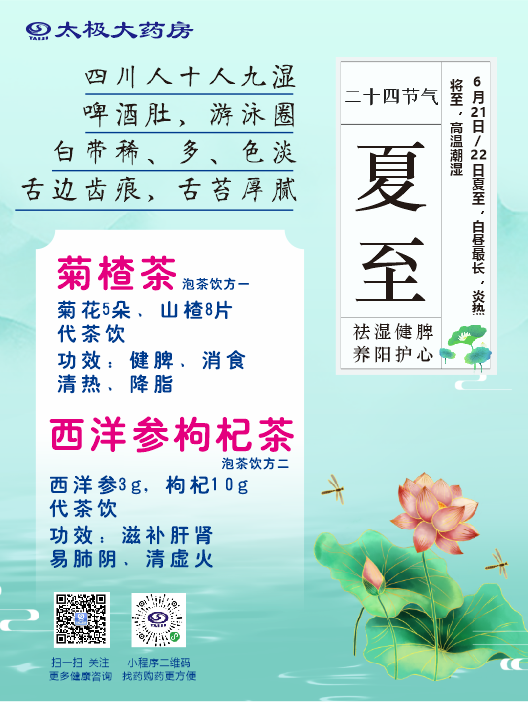 太极大药房
TAIJI
四川人十人九湿
啤酒肚，游泳圈
白带稀、多、色淡
舌边齿痕，舌苔厚腻
二十四节气
夏至
祛湿健脾
养阳护心
6月21日/22日夏至，白昼最长，炎热
将至，高温潮湿
菊楂茶
泡茶饮方一
菊花5朵、山楂8片
代茶饮
功效：健脾、消食
清热、降脂
西洋参枸杞茶
泡茶饮方二
西洋参3g，枸杞10g
代茶饮
功效：滋补肝肾
易肺阴、清虚火
扫一扫 关注
更多健康咨询
小程序二维码
找药购药更方便